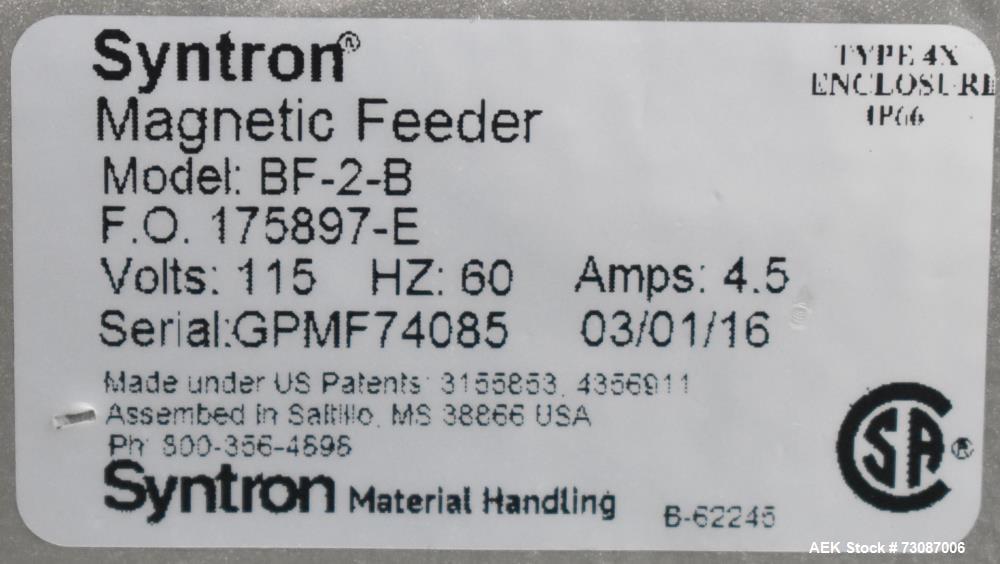 Syntron®
TYPE 4X
ENCLOSURE
IP66
Magnetic Feeder
Model: BF-2-B
F.O. 175897-E
Volts: 115 HZ: 60 Amps: 4.5
Serial:GPMF74085 03/01/16
Made under US Patents: 3155853, 4356911
Assembed in Saltillo, MS 38866 USA
Ph: 800-356-4898
SA ®
Syntron Material Handling
B-62245
AEK Stock # 73087006